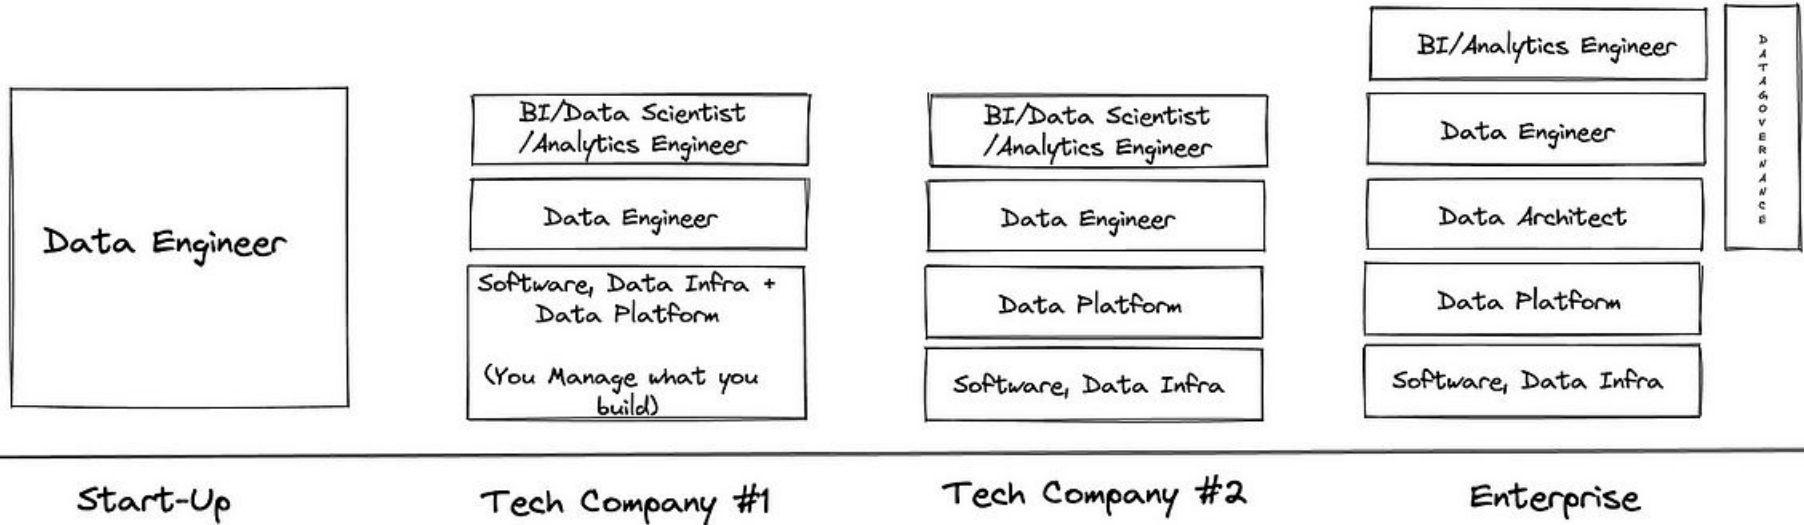 Data Engineer
Start-Up
BI/Data Scientist
/Analytics Engineer
Data Engineer
Software, Data Infra +
Data Platform
(You Manage what you
build)
Tech Company #1
BI/Data Scientist
/Analytics Engineer
Data Engineer
Data Platform
Software, Data Infra
Tech Company #2
BI/Analytics Engineer
Data Engineer
Data Architect
Data Platform
Software, Data Infra
DATAGOVERNANCE
Enterprise